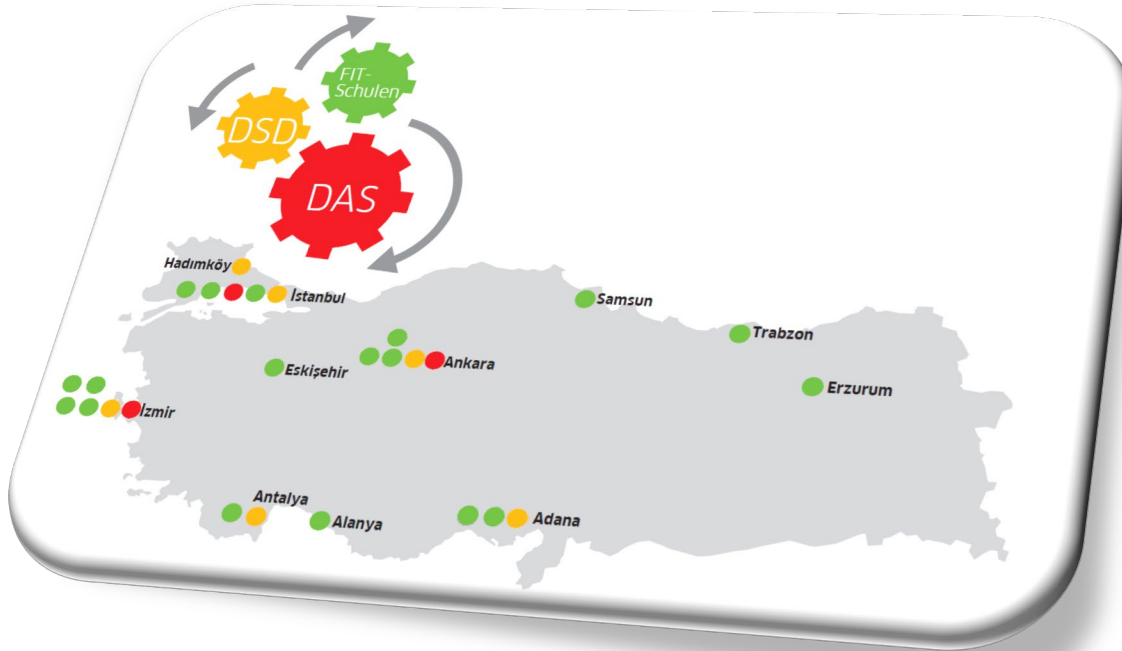 FIT-
Schulen
DSD
DAS
Hadımköy
İstanbul
Samsun
Trabzon
Eskişehir
Ankara
Erzurum
İzmir
Antalya
Alanya
Adana